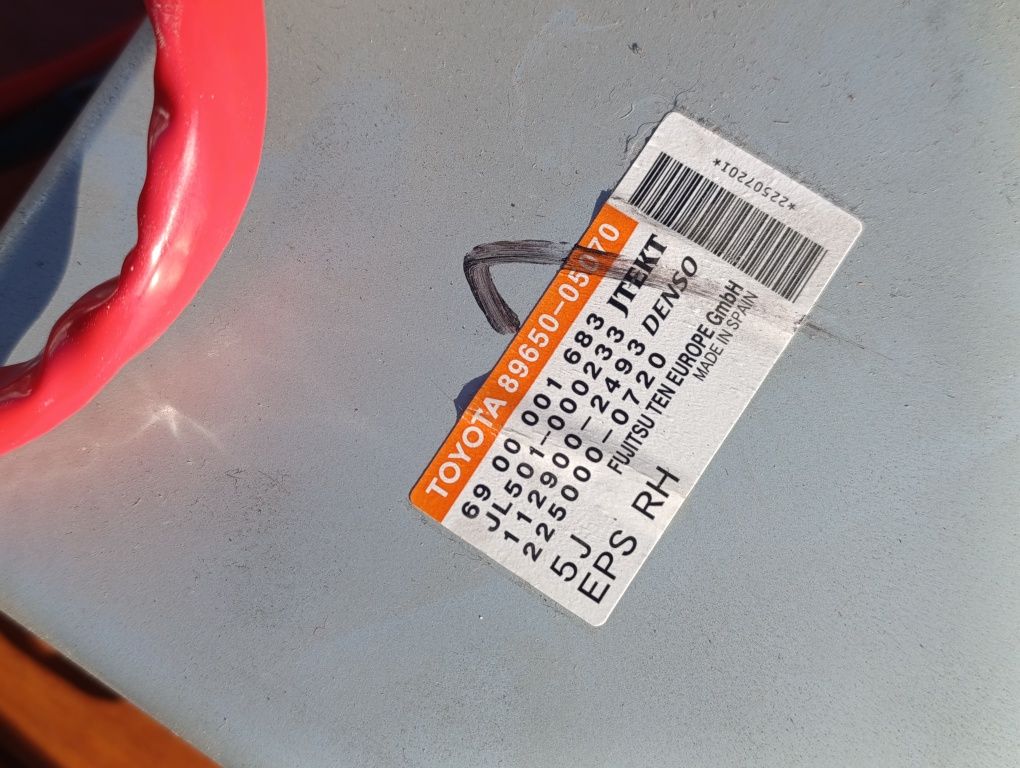 TOYOTA 89650-05070
69 00 001 683 JTEKT
JL501-000233 DENSO
112900-2493
225000-0720
FUJITSU TEN EUROPE GmbH
MADE IN SPAIN
5J
EPS RH
*22507201*